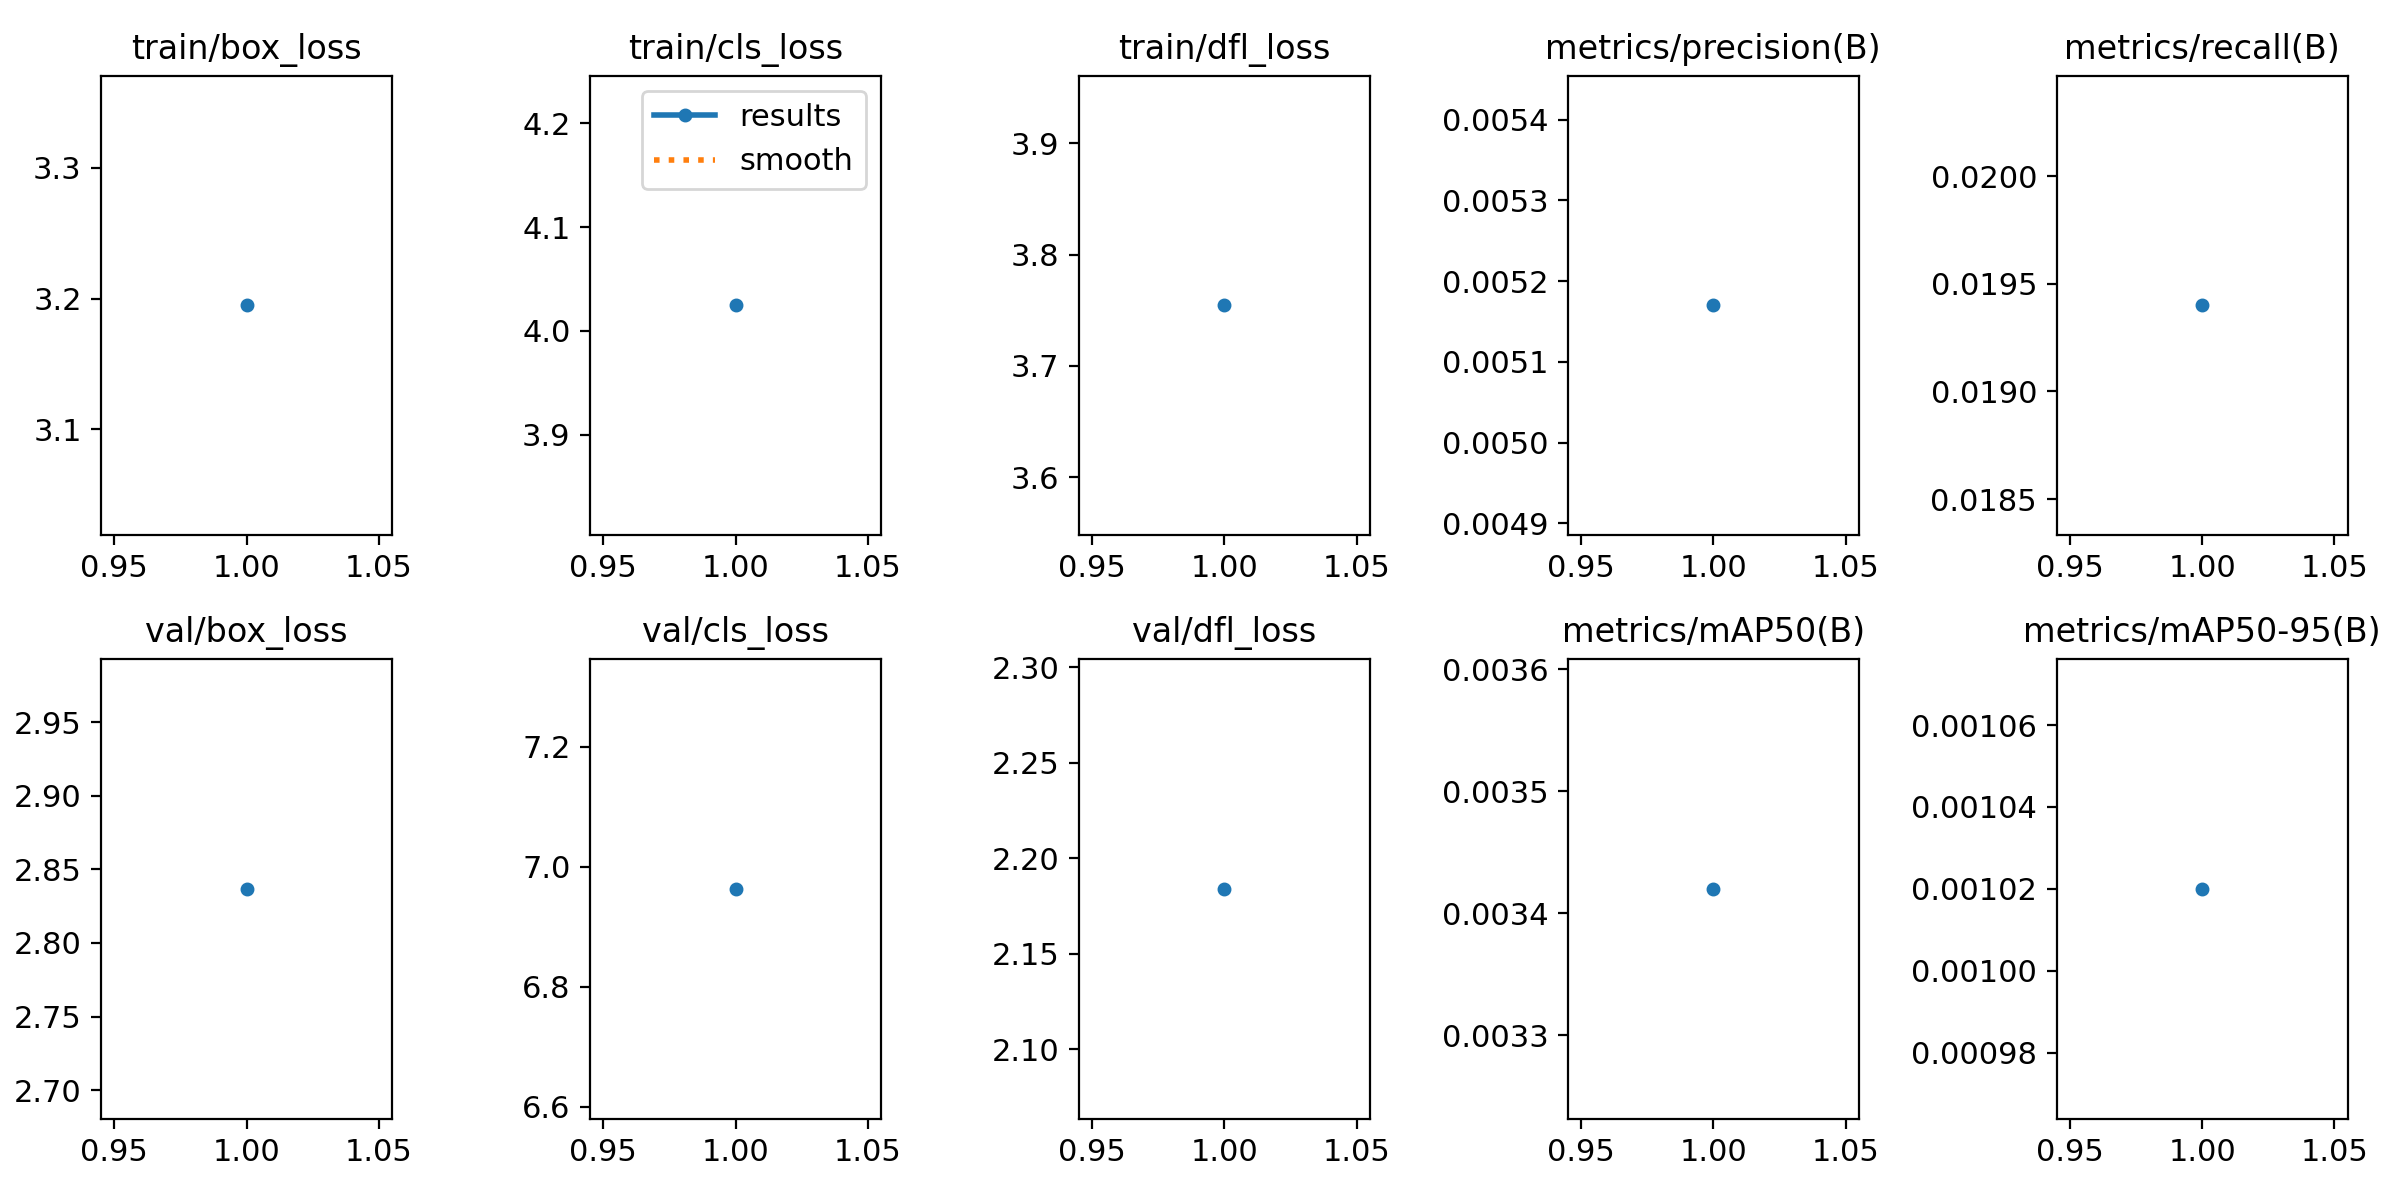 train/box_loss
3.3
3.2
3.1
0.95 1.00 1.05
train/cls_loss
results
smooth
4.2
4.1
4.0
3.9
0.95 1.00 1.05
train/dfl_loss
3.9
3.8
3.7
3.6
0.95 1.00 1.05
metrics/precision(B)
0.0054
0.0053
0.0052
0.0051
0.0050
0.0049
0.95 1.00 1.05
metrics/recall(B)
0.0200
0.0195
0.0190
0.0185
0.95 1.00 1.05
val/box_loss
2.95
2.90
2.85
2.80
2.75
2.70
0.95 1.00 1.05
val/cls_loss
7.2
7.0
6.8
6.6
0.95 1.00 1.05
val/dfl_loss
2.30
2.25
2.20
2.15
2.10
0.95 1.00 1.05
metrics/mAP50(B)
0.0036
0.0035
0.0034
0.0033
0.95 1.00 1.05
metrics/mAP50-95(B)
0.00106
0.00104
0.00102
0.00100
0.00098
0.95 1.00 1.05